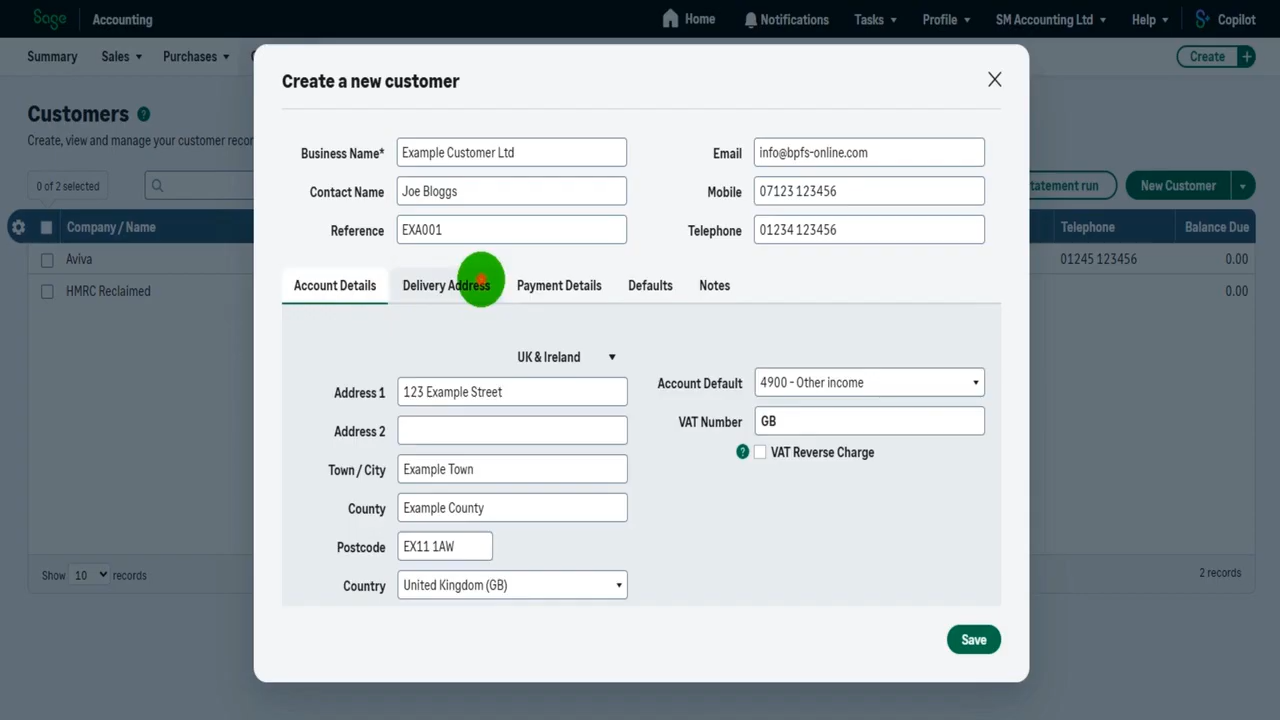 Sage Accounting Home Notifications Tasks Profile SM Accounting Ltd Help Copilot
Summary Sales Purchases Create +
Create a new customer
Customers ?
Create, view and manage your customer recor
Business Name* Example Customer Ltd Email info@bpfs-online.com
0 of 2 selected Contact Name Joe Bloggs Mobile 07123 123456 tatement run New Customer
Reference EXA001 Telephone 01234 123456
Company / Name Telephone Balance Due
Aviva 01245 123456 0.00
Account Details Delivery Address Payment Details Defaults Notes
HMRC Reclaimed 0.00
UK & Ireland
Account Default 4900 - Other income
Address 1 123 Example Street
VAT Number GB
Address 2
? VAT Reverse Charge
Town / City Example Town
County Example County
Postcode EX11 1AW
Show 10 records 2 records
Country United Kingdom (GB)
Save